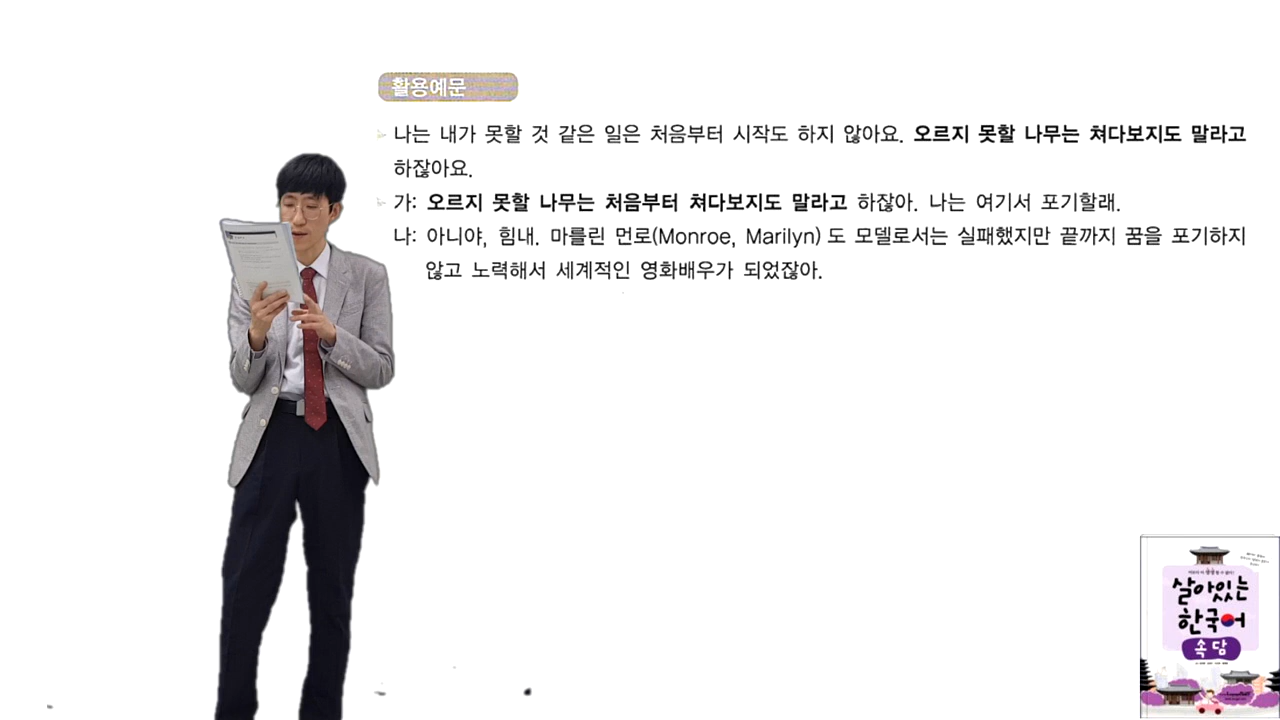 활용예문
나는 내가 못할 것 같은 일은 처음부터 시작도 하지 않아요. 오르지 못할 나무는 쳐다보지도 말라고
하잖아요.
가: 오르지 못할 나무는 처음부터 쳐다보지도 말라고 하잖아. 나는 여기서 포기할래.
나: 아니야, 힘내. 마를린 먼로(Monroe, Marilyn) 도 모델로서는 실패했지만 끝까지 꿈을 포기하지
않고 노력해서 세계적인 영화배우가 되었잖아.
살아있는
한국어
속담